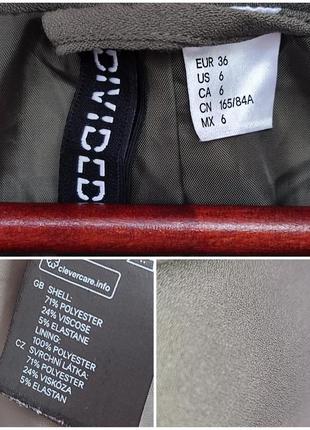 DIVIDED
EUR 36
US 6
CA 6
CN 165/84A
MX 6
clevercare.info
GB SHELL:
71% POLYESTER
24% VISCOSE
5% ELASTANE
LINING:
100% POLYESTER
CZ SVRCHNÍ LÁTKA:
71% POLYESTER
24% VISKÓZA
5% ELASTAN